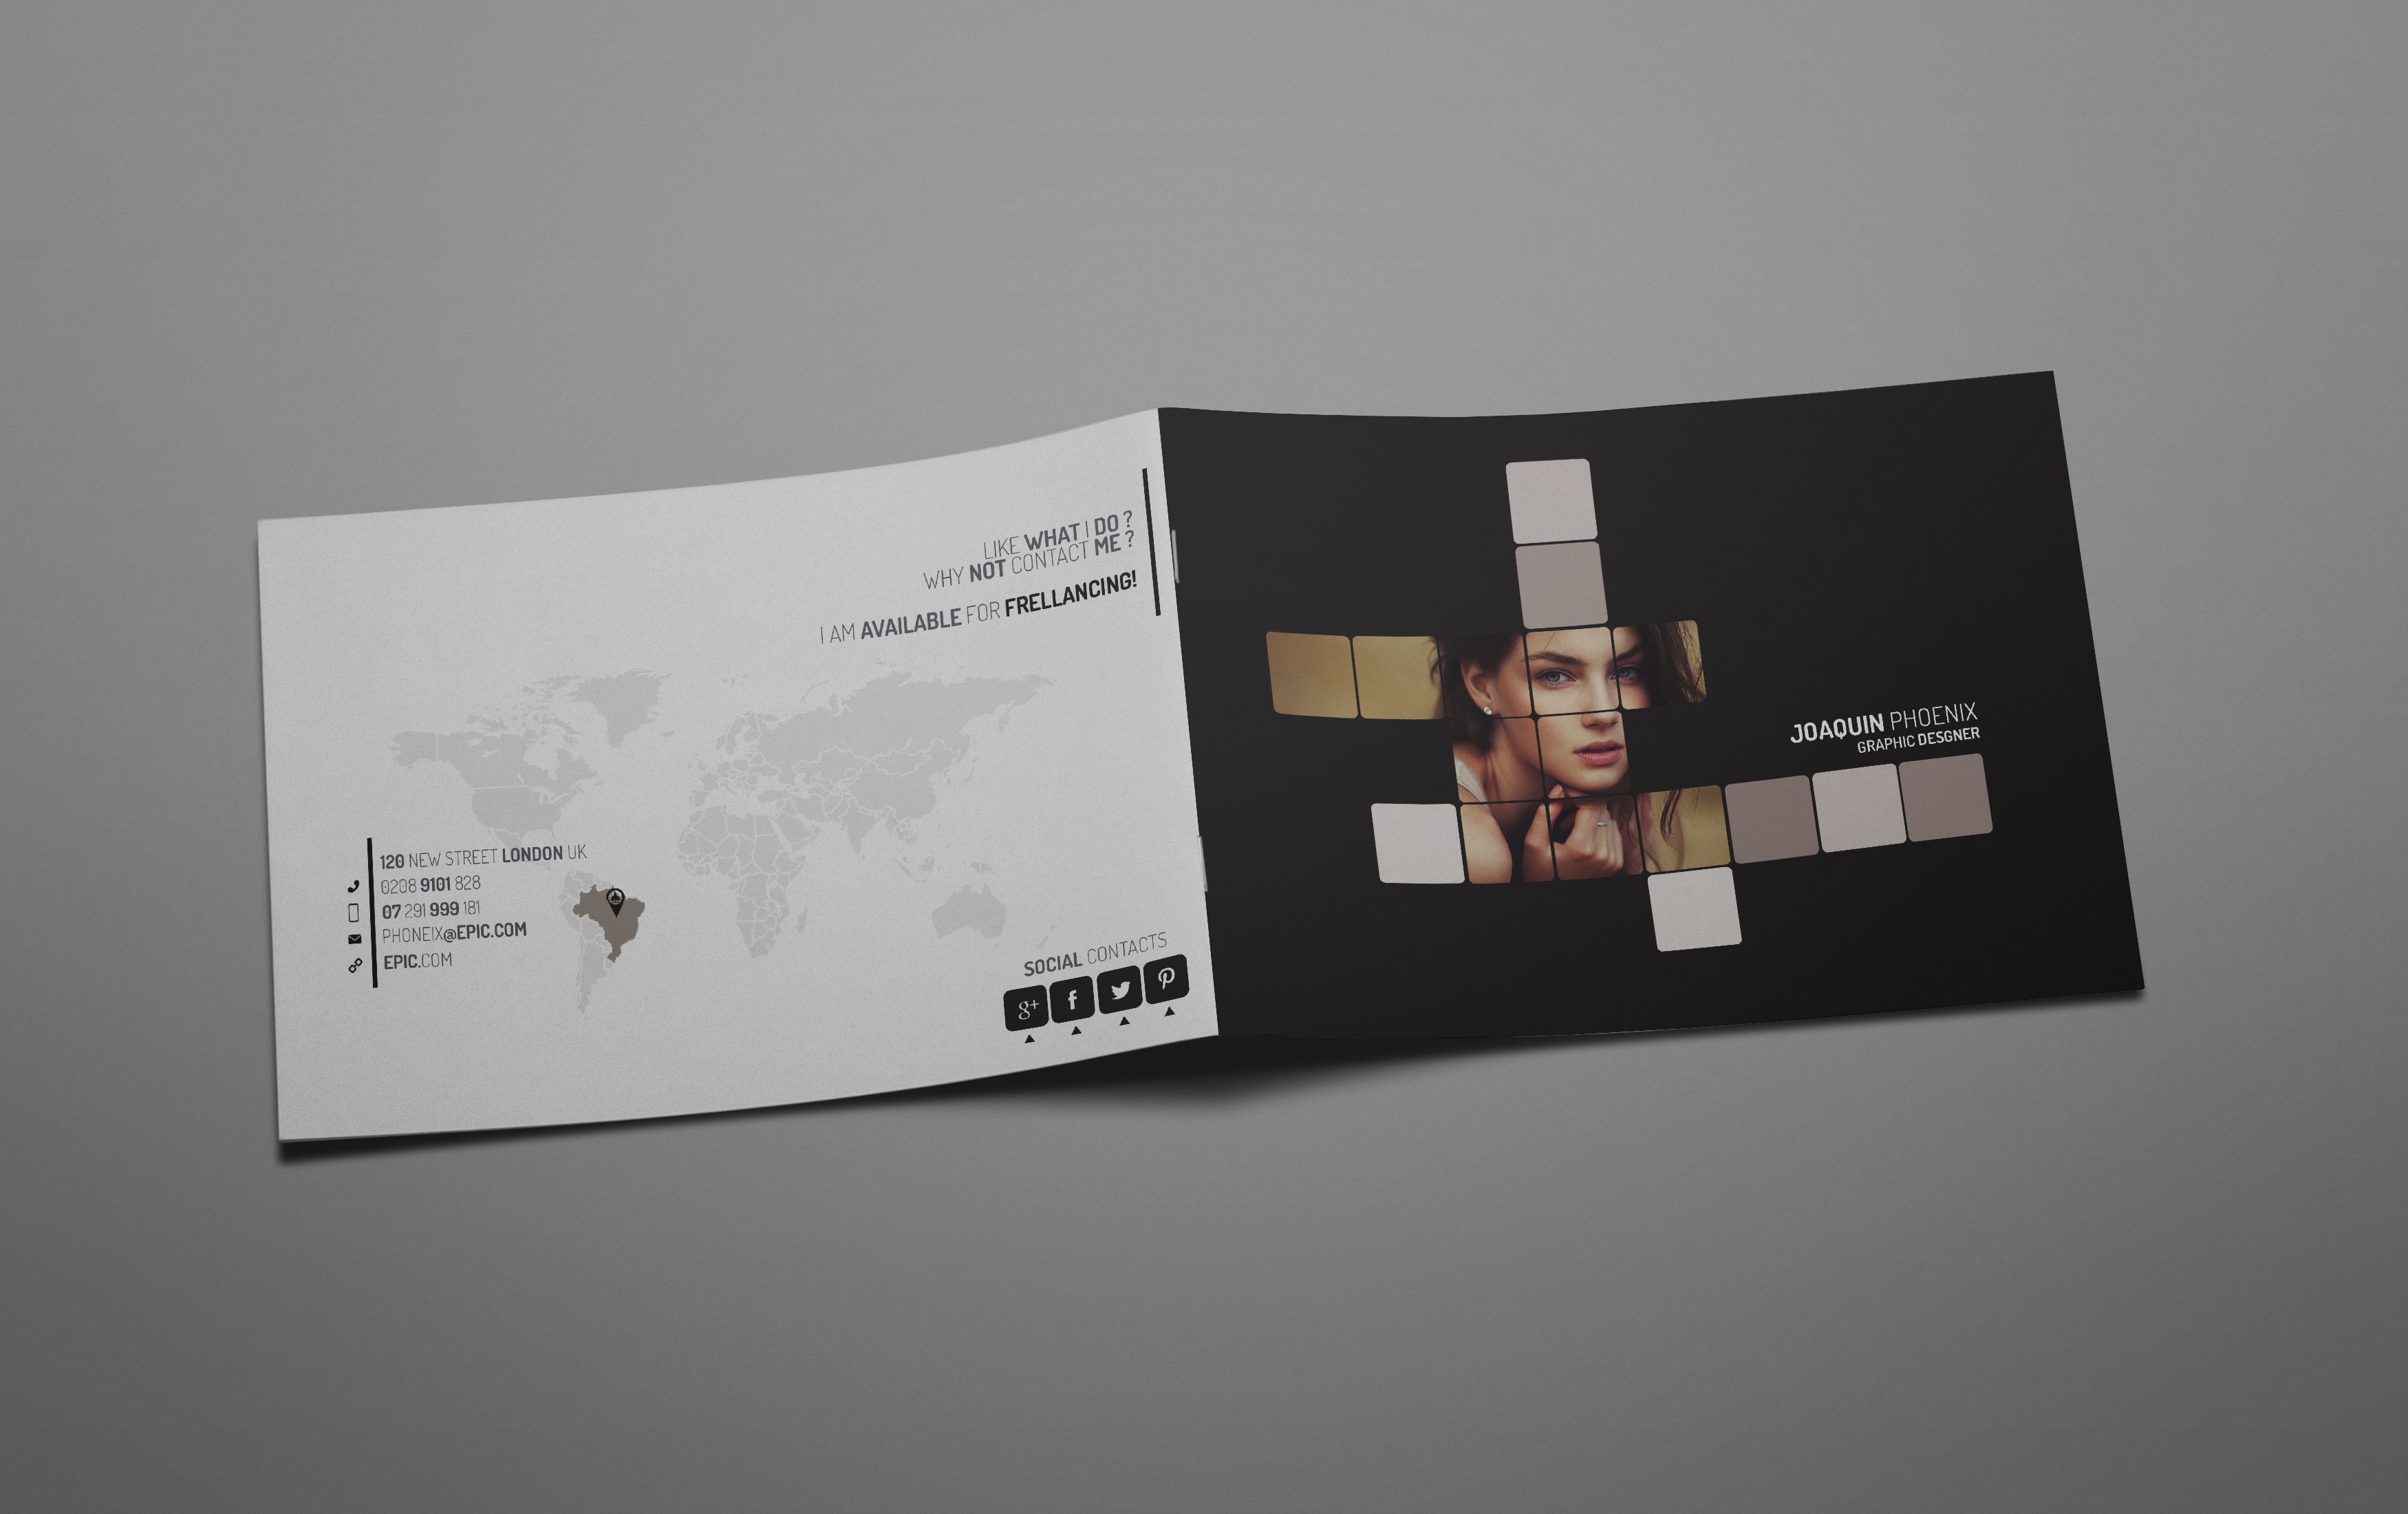 LIKE WHAT I DO ?
WHY NOT CONTACT ME ?
I AM AVAILABLE FOR FRELLANCING!
120 NEW STREET LONDON UK
0208 9101 828
07 291 999 181
PHONEIX@EPIC.COM
EPIC.COM
SOCIAL CONTACTS
g+ f
JOAQUIN PHOENIX
GRAPHIC DESGNER